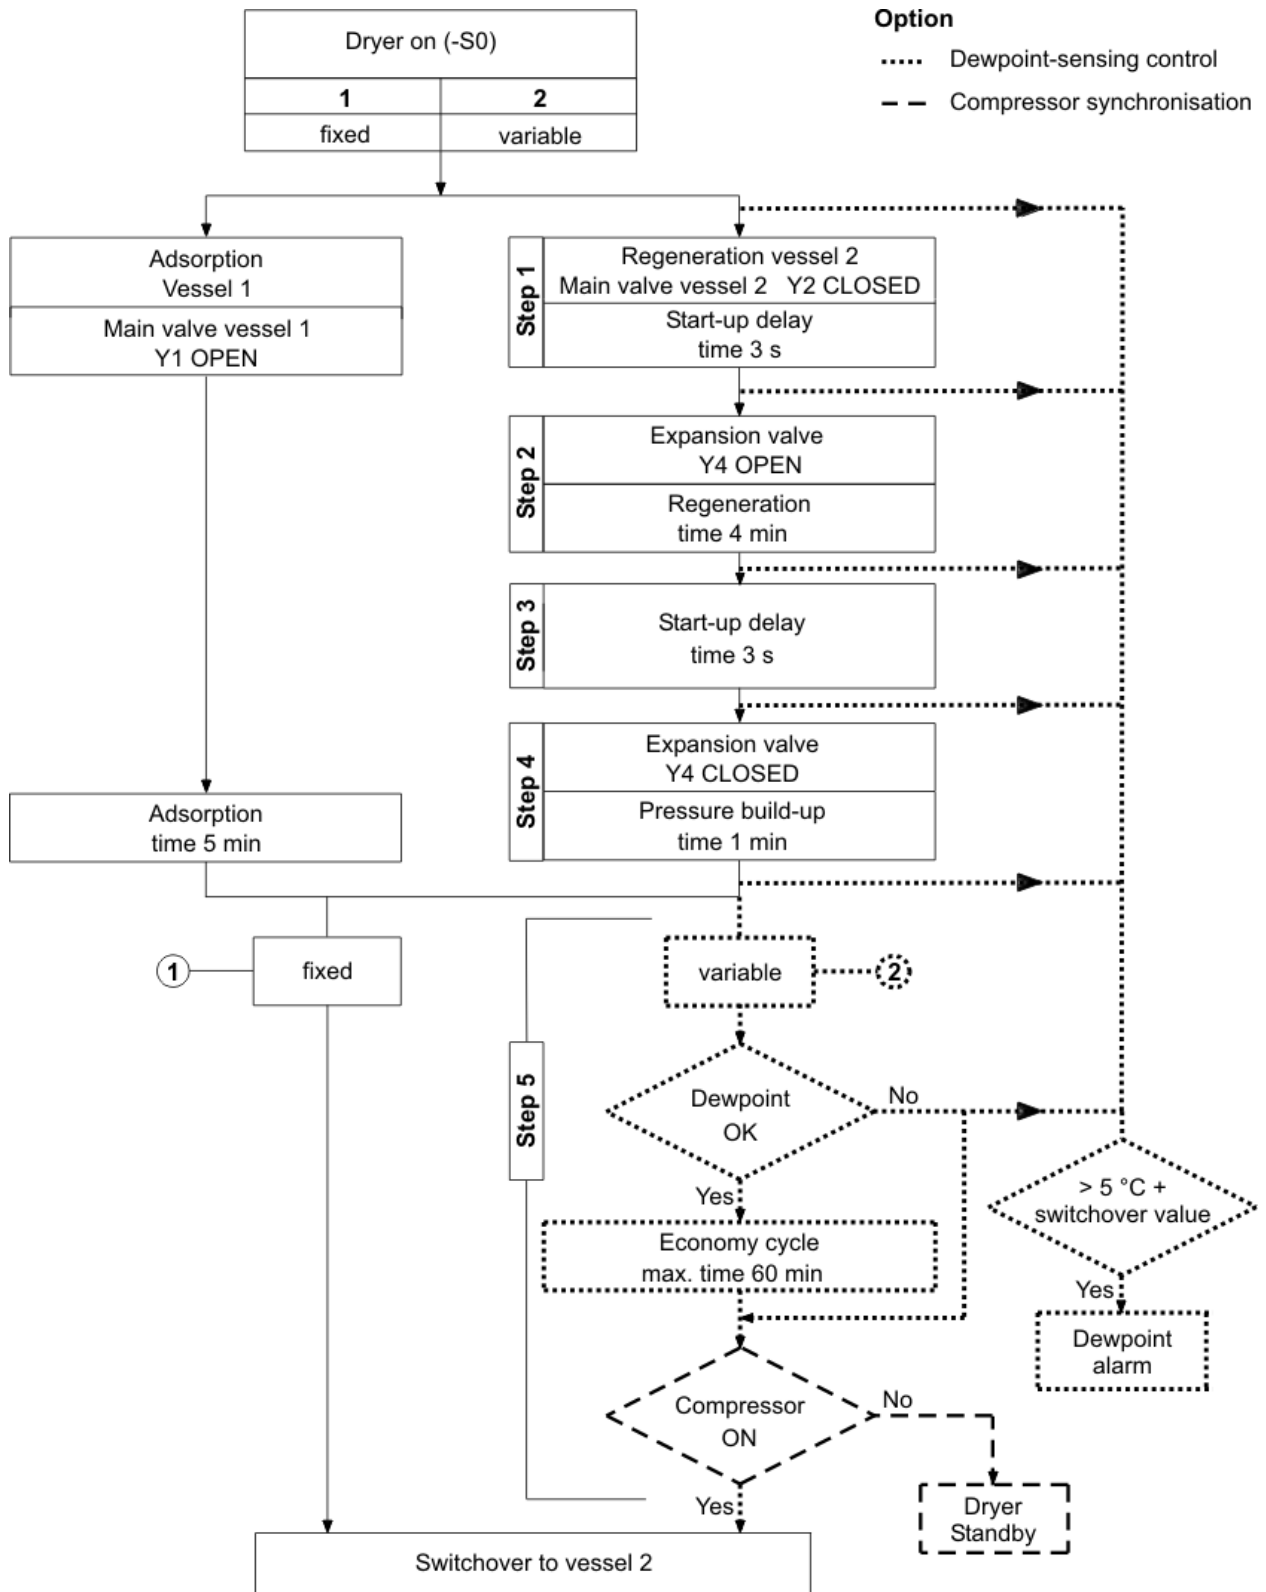 Dryer on (-S0)
1
2
fixed
variable
Option
Dewpoint-sensing control
Compressor synchronisation
Adsorption
Vessel 1
Main valve vessel 1
Y1 OPEN
Step 1
Regeneration vessel 2
Main valve vessel 2 Y2 CLOSED
Start-up delay
time 3 s
Step 2
Expansion valve
Y4 OPEN
Regeneration
time 4 min
Step 3
Start-up delay
time 3 s
Step 4
Expansion valve
Y4 CLOSED
Pressure build-up
time 1 min
Adsorption
time 5 min
1
fixed
variable
2
Step 5
Dewpoint
OK
No
Yes
> 5 °C +
switchover value
Yes
Economy cycle
max. time 60 min
Dewpoint
alarm
Compressor
ON
No
Yes
Dryer
Standby
Switchover to vessel 2